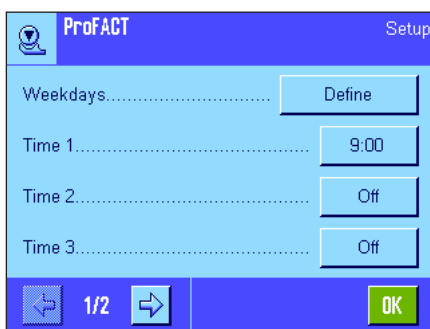 ProFACT Setup
Weekdays............................. Define
Time 1......................................... 9:00
Time 2......................................... Off
Time 3......................................... Off
1/2 OK